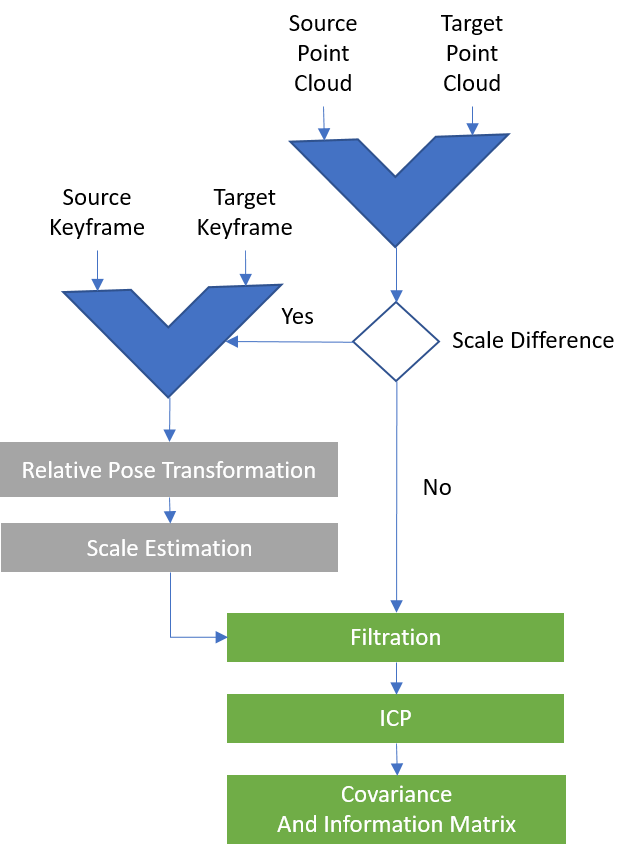 Source
Point
Cloud
Target
Point
Cloud
Source
Keyframe
Target
Keyframe
Yes
Scale Difference
Relative Pose Transformation
No
Scale Estimation
Filtration
ICP
Covariance
And Information Matrix